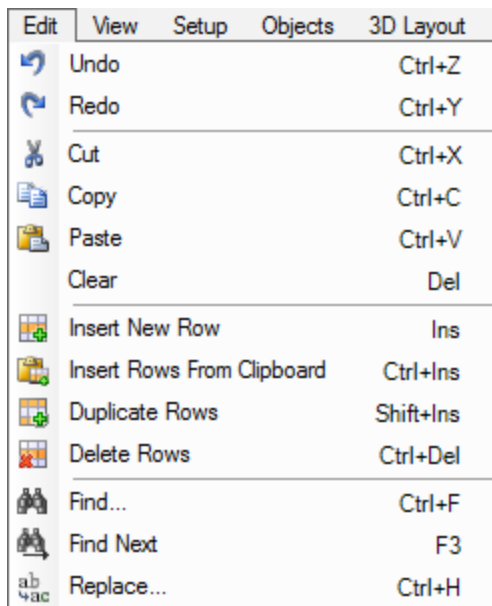 Edit View Setup Objects 3D Layout
Undo Ctrl+Z
Redo Ctrl+Y
Cut Ctrl+X
Copy Ctrl+C
Paste Ctrl+V
Clear Del
Insert New Row Ins
Insert Rows From Clipboard Ctrl+Ins
Duplicate Rows Shift+Ins
Delete Rows Ctrl+Del
Find... Ctrl+F
Find Next F3
ab
ac Replace... Ctrl+H